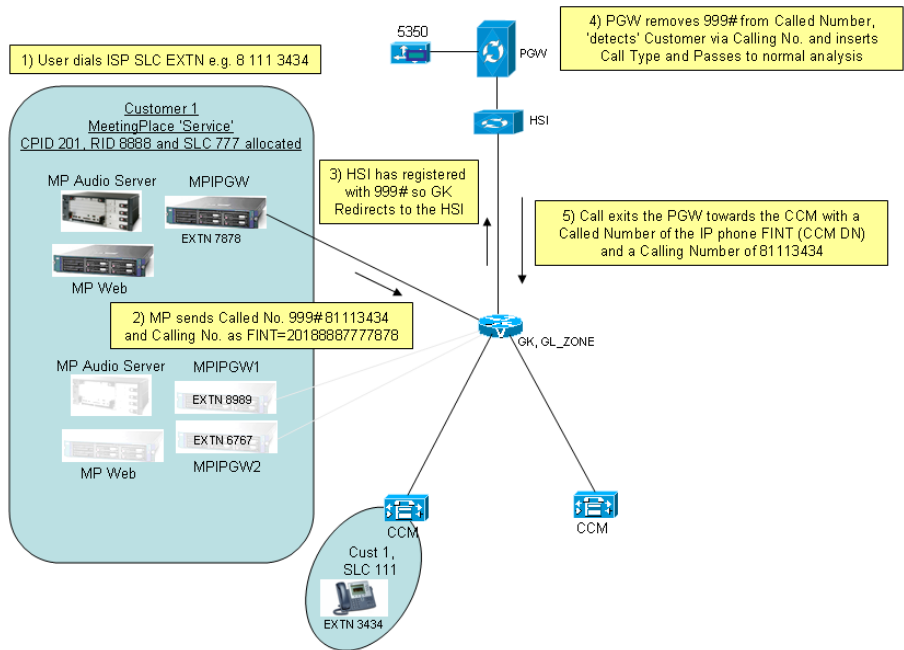 1) User dials ISP SLC EXTN e.g. 8 111 3434
5350
PGW
4) PGW removes 999# from Called Number,
'detects' Customer via Calling No. and inserts
Call Type and Passes to normal analysis
Customer 1
MeetingPlace 'Service'
CPID 201, RID 8888 and SLC 777 allocated
HSI
MP Audio Server
MPIPGW
EXTN 7878
MP Web
3) HSI has registered
with 999# so GK
Redirects to the HSI
5) Call exits the PGW towards the CCM with a
Called Number of the IP phone FINT (CCM DN)
and a Calling Number of 81113434
2) MP sends Called No. 999#81113434
and Calling No. as FINT=20188887777878
GK, GL_ZONE
MP Audio Server
MPIPGW1
EXTN 8989
EXTN 6767
MP Web
MPIPGW2
CCM
CCM
Cust 1,
SLC 111
EXTN 3434